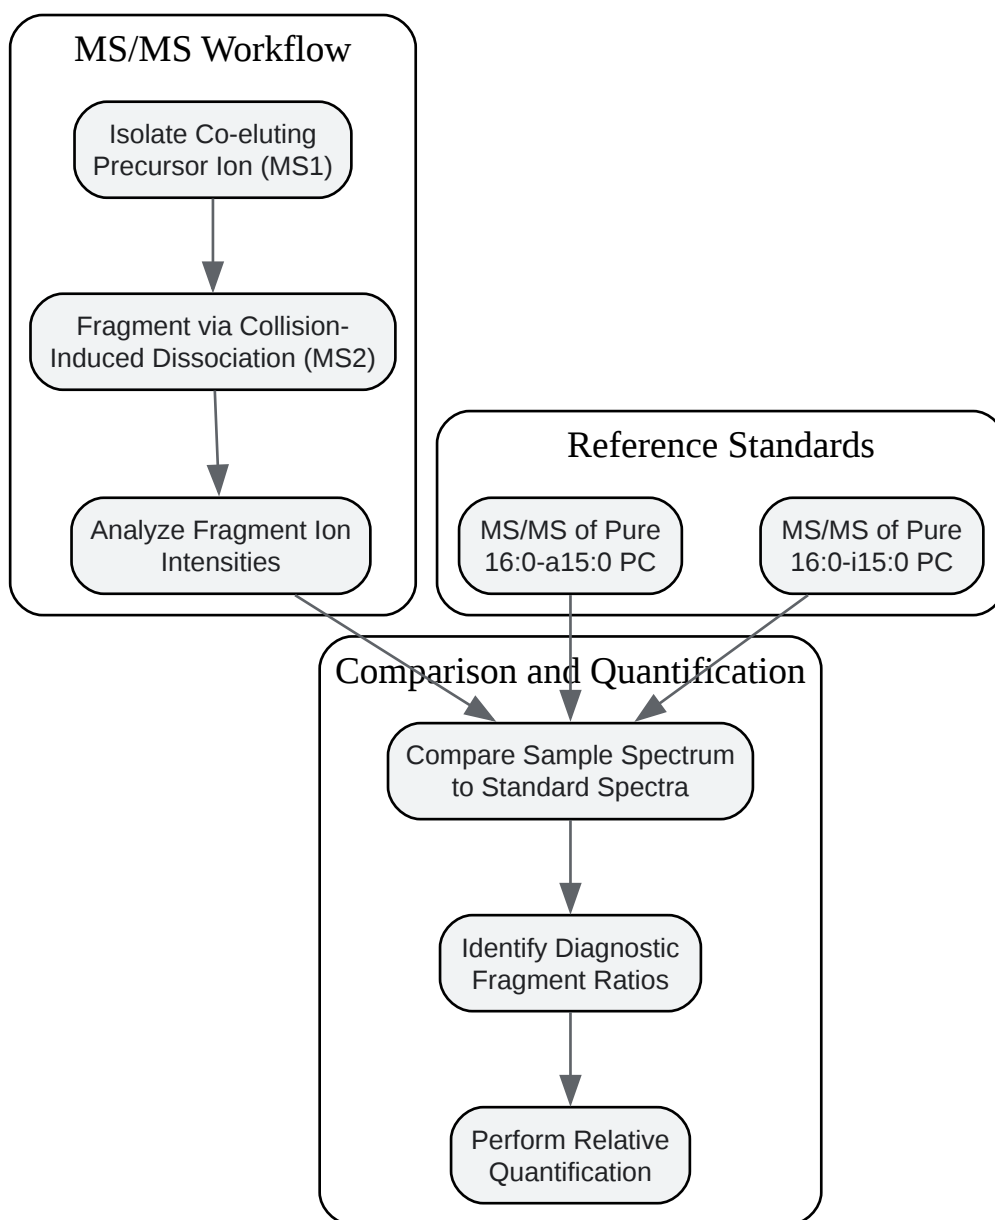 MS/MS Workflow
Isolate Co-eluting
Precursor Ion (MS1)
Fragment via Collision-
Induced Dissociation (MS2)
Analyze Fragment Ion
Intensities
Reference Standards
MS/MS of Pure
16:0-a15:0 PC
MS/MS of Pure
16:0-i15:0 PC
Comparison and Quantification
Compare Sample Spectrum
to Standard Spectra
Identify Diagnostic
Fragment Ratios
Perform Relative
Quantification